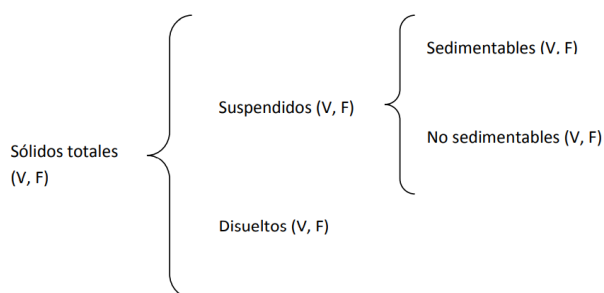 Sedimentables (V. F)
Suspendidos (V, F)
No sedimentables (V, F)
Sólidos totales
(V, F)
Disueltos (V, F)